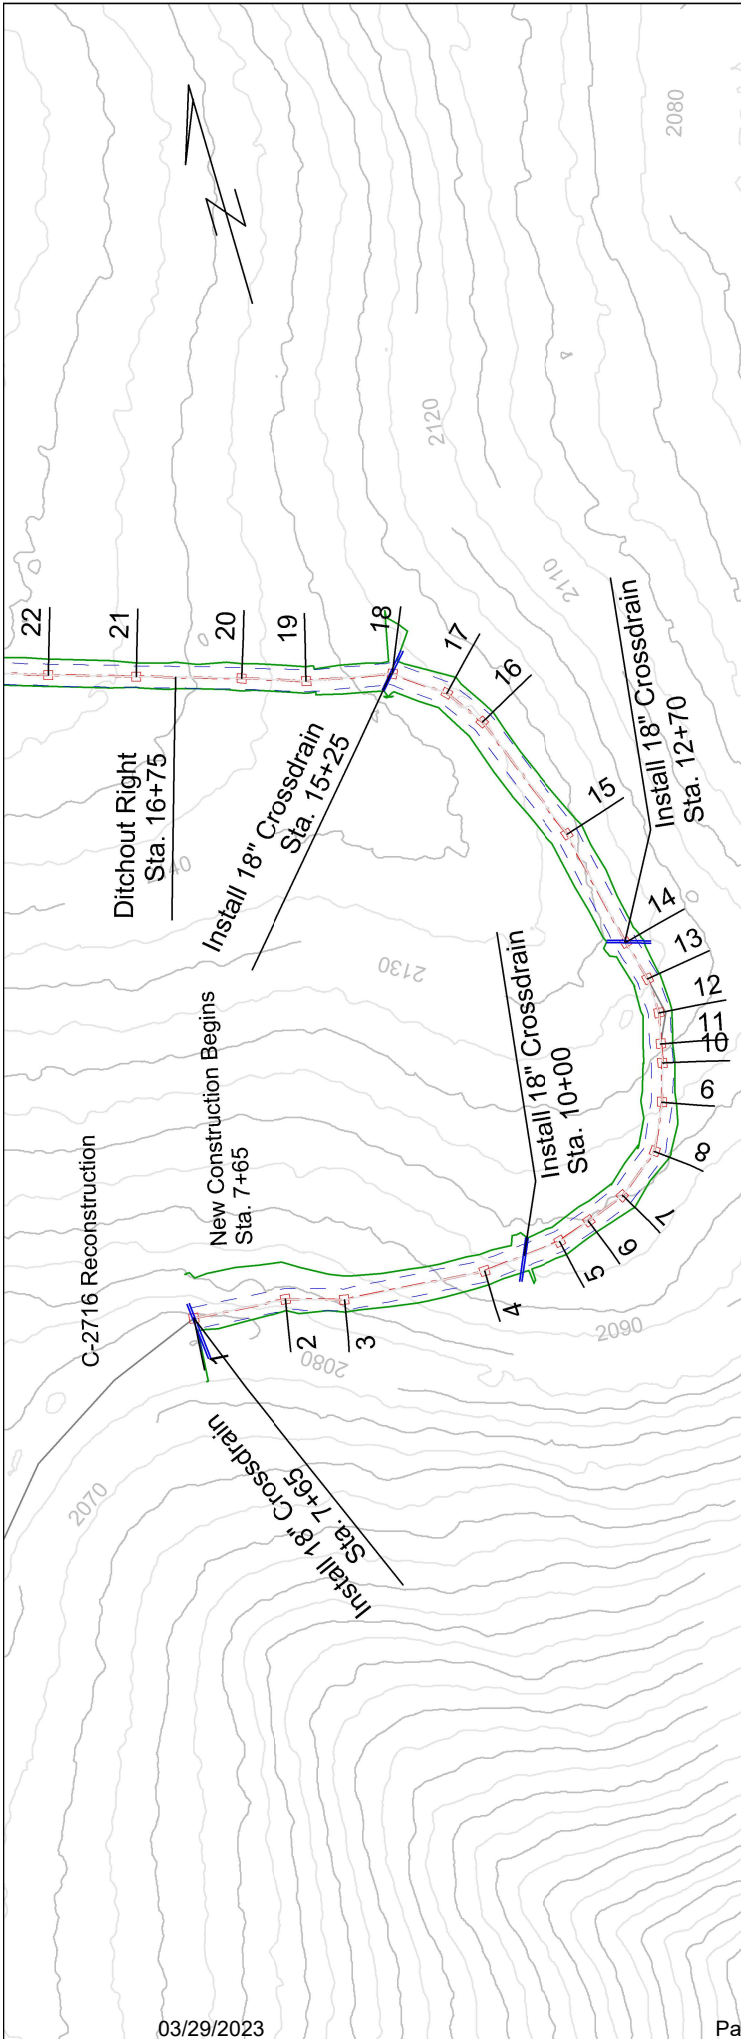 2080
2120
22
21
20
19
18
17
16
2110
Ditchout Right
Sta. 16+75
Install 18" Crossdrain
Sta. 15+25
15
Install 18" Crossdrain
Sta. 12+70
14
13
12
11
10
2130
New Construction Begins
Sta. 7+65
Install 18" Crossdrain
Sta. 10+00
C-2716 Reconstruction
6
8
7
6
5
4
3
2
1
2090
2080
2070
Install 18" Crossdrain
Sta. 7+65
03/29/2023